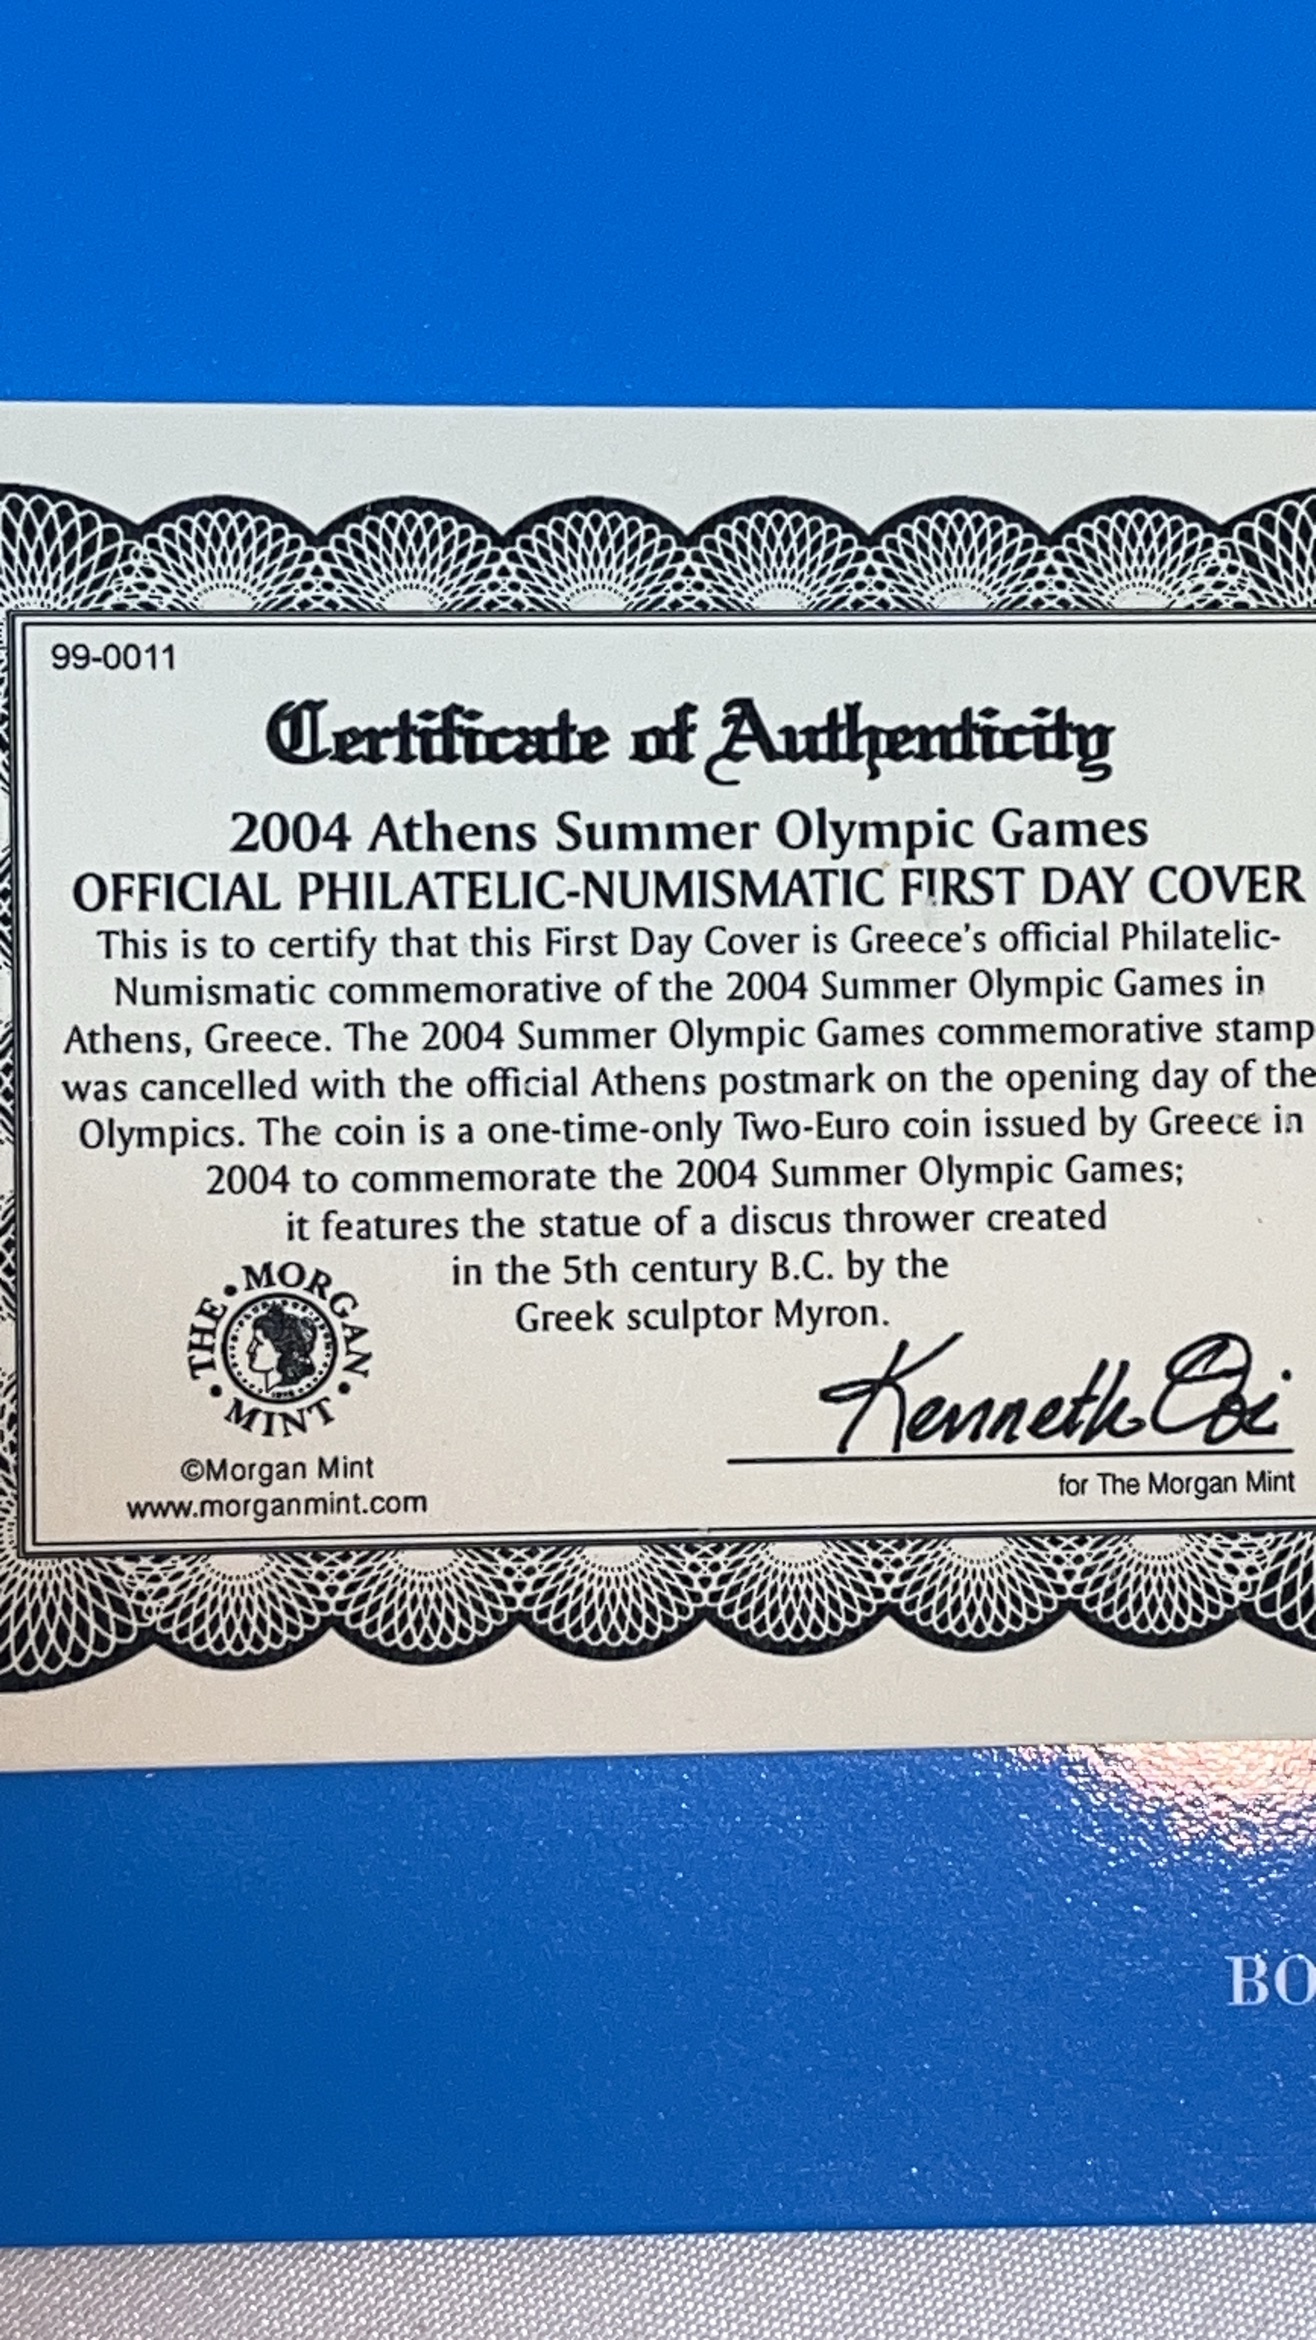 99-0011
Certificate of Authenticity
2004 Athens Summer Olympic Games
OFFICIAL PHILATELIC-NUMISMATIC FIRST DAY COVER
This is to certify that this First Day Cover is Greece's official Philatelic-
Numismatic commemorative of the 2004 Summer Olympic Games in
Athens, Greece. The 2004 Summer Olympic Games commemorative stamp
was cancelled with the official Athens postmark on the opening day of the
Olympics. The coin is a one-time-only Two-Euro coin issued by Greece in
2004 to commemorate the 2004 Summer Olympic Games;
it features the statue of a discus thrower created
in the 5th century B.C. by the
Greek sculptor Myron.
THE MORGAN MINT
Kenneth
©Morgan Mint
www.morganmint.com
for The Morgan Mint
BO